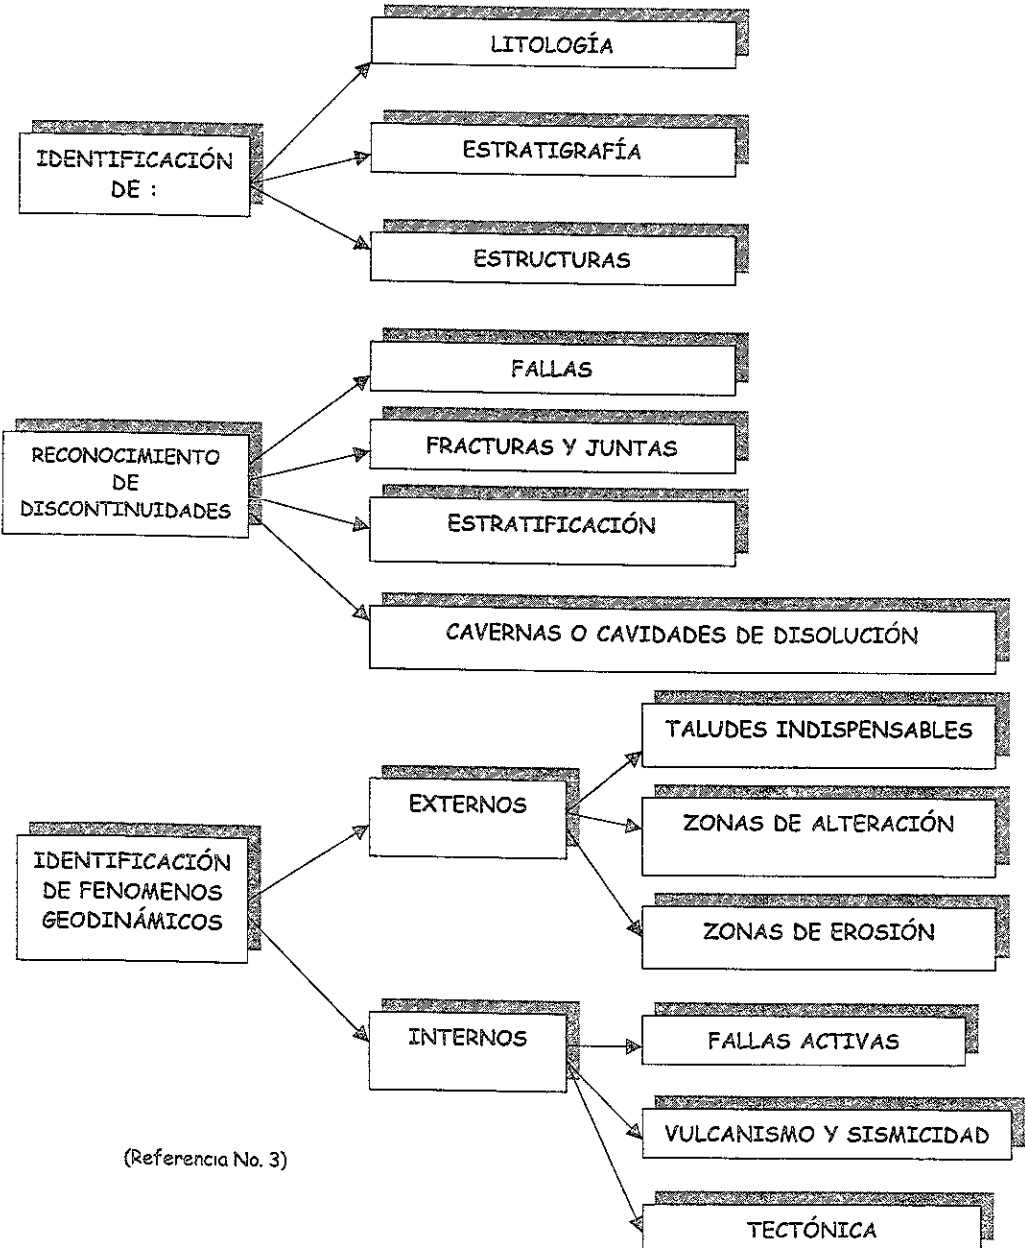 LITOLOGÍA
IDENTIFICACIÓN
DE :
ESTRATIGRAFÍA
ESTRUCTURAS
FALLAS
RECONOCIMIENTO
DE
DISCONTINUIDADES
FRACTURAS Y JUNTAS
ESTRATIFICACIÓN
CAVERNAS O CAVIDADES DE DISOLUCIÓN
IDENTIFICACIÓN
DE FENOMENOS
GEODINÁMICOS
EXTERNOS
TALUDES INDISPENSABLES
ZONAS DE ALTERACIÓN
ZONAS DE EROSIÓN
INTERNOS
FALLAS ACTIVAS
VULCANISMO Y SISMICIDAD
TECTÓNICA
(Referencia No. 3)